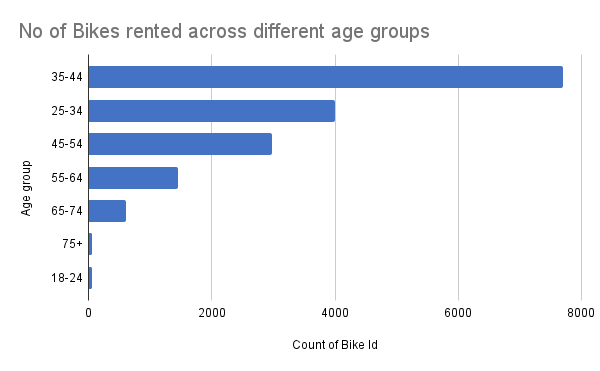 No of Bikes rented across different age groups
Age group
35-44
25-34
45-54
55-64
65-74
75+
18-24
0 2000 4000 6000 8000
Count of Bike Id